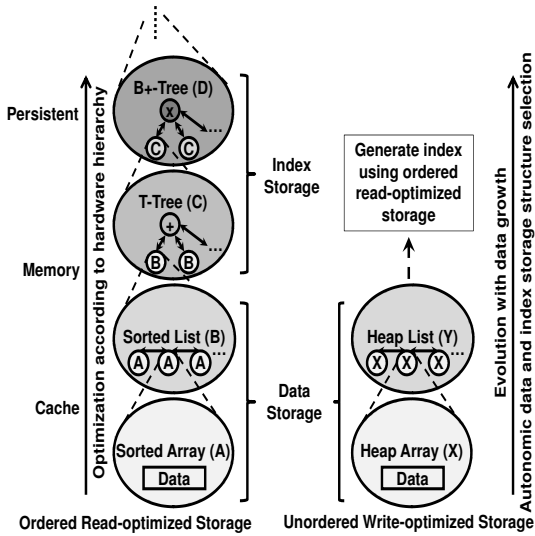 Persistent
Memory
Cache
Optimization according to hardware hierarchy
B+-Tree (D)
x
...
C C
T-Tree (C)
+
...
B B
Sorted List (B)
A A A ...
Sorted Array (A)
Data
Ordered Read-optimized Storage
Index
Storage
Data
Storage
Generate index
using ordered
read-optimized
storage
Heap List (Y)
X X X ...
Heap Array (X)
Data
Unordered Write-optimized Storage
Evolution with data growth
Autonomic data and index storage structure selection